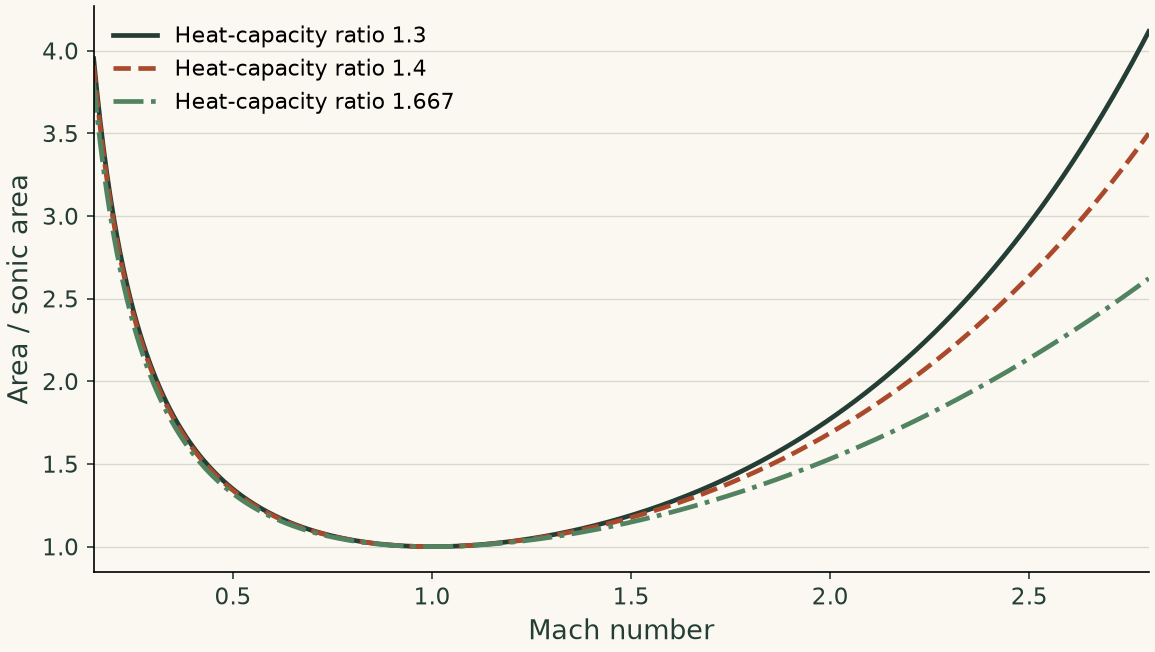 Heat-capacity ratio 1.3
Heat-capacity ratio 1.4
Heat-capacity ratio 1.667
Area / sonic area
4.0
3.5
3.0
2.5
2.0
1.5
1.0
0.5 1.0 1.5 2.0 2.5
Mach number